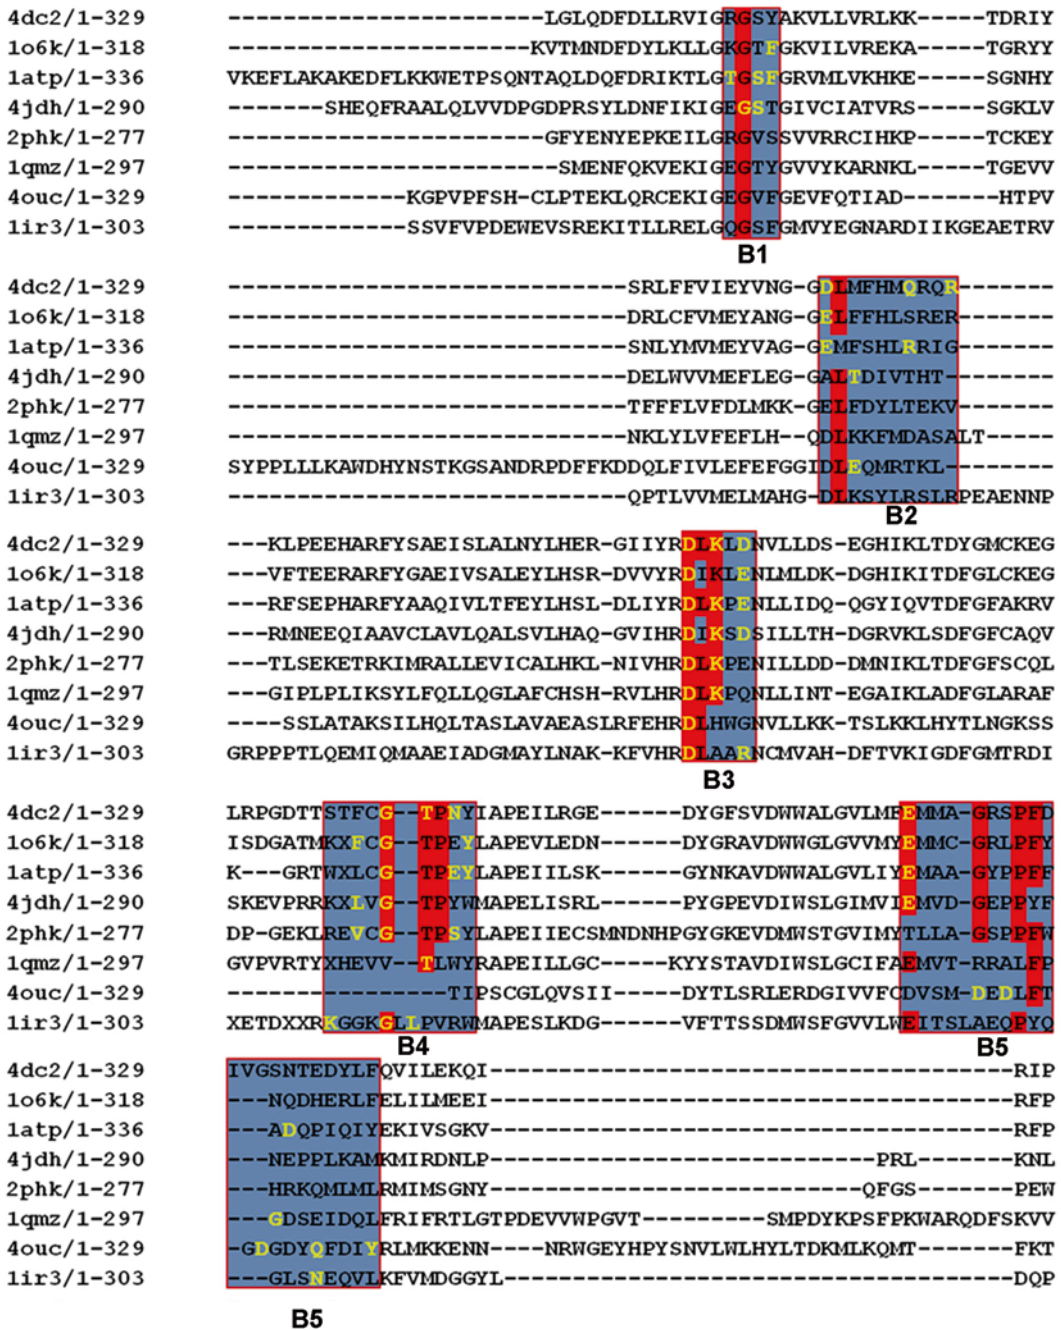 4dc2/1-329 -----------------------LGLQDFDLLRVIGRGSYAKVLLVRLKK-----TDRIY
1o6k/1-318 ----------------------KVTMNDFDYLKLLGKGTFGKVILVREKA-----TGRYY
1atp/1-336 VKEFLAKAKEDFLKKWETPSQNTAQLDQFDRIKTLGTGSFGRVMLVKHKE-----SGNHY
4jdh/1-290 -------SHEQFRAALQLVVDPGDPRSYLDNFIKIGEGSTGIVCIATVRS-----SGKLV
2phk/1-277 -----------------------GFYENYEPKEILGRGVSSVVRRCIHKP-----TCKEY
1qmz/1-297 ------------------------SMENFQKVEKIGEGTYGVVYKARNKL-----TGEVV
4ouc/1-329 -------------KGPVPFSH-CLPTEKLQRCEKIGEGVFGEVFQTIAD-------HTPV
1ir3/1-303 -------------SSVFVPDEWEVSREKITLLRELGQGSFGMVYEGNARDIIKGEAETRV
B1
4dc2/1-329 -----------------------------SRLFFVIEYVNG-GDLMFHMQRQR-------
1o6k/1-318 -----------------------------DRLCFVMEYANG-GELFFHLSRER-------
1atp/1-336 -----------------------------SNLYMVMEYVAG-GEMFSHLRRIG-------
4jdh/1-290 -----------------------------DELWVVMEFLEG-GALTDIVTHT--------
2phk/1-277 -----------------------------TFFFLVFDLMKK-GELFDYLTEKV-------
1qmz/1-297 -----------------------------NKLYLVFEFLH--QDLKKFMDASALT-----
4ouc/1-329 SYPPLLLKAWDHYNSTKGSANDRPDFFKDDQLFIVLEFEFGGIDLEQMRTKL--------
1ir3/1-303 -----------------------------QPTLVVMELMAHG-DLKSYLRSLRPEAENNP
B2
4dc2/1-329 ---KLPEEHARFYSAEISLALNYLHER-GIIYRDLKLDNVLLDS-EGHIKLTDYGMCKEG
1o6k/1-318 ---VFTEERARFYGAEIVSALEYLHSR-DVVYRDIKLENLMLDK-DGHIKITDFGLCKEG
1atp/1-336 ---RFSEPHARFYAAQIVLTFEYLHSL-DLIYRDLKPENLLIDQ-QGYIQVTDFGFAKRV
4jdh/1-290 ---RMNEEQIAAVCLAVLQALSVLHAQ-GVIHRDIKSDSILLTH-DGRVKLSDFGFCAQV
2phk/1-277 ---TLSEKETRKIMRALLEVICALHKL-NIVHRDLKPENILLDD-DMNIKLTDFGFSCQL
1qmz/1-297 ---GIPLPLIKSYLFQLLQGLAFCHSH-RVLHRDLKPQNLLINT-EGAIKLADFGLARAF
4ouc/1-329 ----SSLATAKSILHQLTASLAVAEASLRFEHRDLHWGNVLLKK-TSLKKLHYTLNGKSS
1ir3/1-303 GRPPPTLQEMIQMAAEIADGMAYLNAK-KFVHRDLAARNCMVAH-DFTVKIGDFGMTRDI
B3
4dc2/1-329 LRPGDTTSTFCG--TPNYIAPEILRGE------DYGFSVDWWALGVLMFEMMA-GRSPFD
1o6k/1-318 ISDGATMKXFCG--TPEYLAPEVLEDN------DYGRAVDWWGLGVVMYEMMC-GRLPFY
1atp/1-336 K---GRTWXLCG--TPEYLAPEIILSK------GYNKAVDWWALGVLIYEMAA-GYPPFF
4jdh/1-290 SKEVPRRKXLVG--TPYWMAPELISRL------PYGPEVDIWSLGIMVIEMVD-GEPPYF
2phk/1-277 DP-GEKLREVCG--TPSYLAPEIIECSMNDNHPGYGKEVDMWSTGVIMYTLLA-GSPPFW
1qmz/1-297 GVPVRTYXHEVV--TLWYRAPEILLGC-----KYYSTAVDIWSLGCIFAEMVT-RRALFP
4ouc/1-329 ----------------TIPSCGLQVSII-----DYTLSRLERDGIVVFCDVSM-DEDLFT
1ir3/1-303 XETDXXRKGGKGLLPVRWMAPESLKDG------VFTTSSDMWSFGVVLWEITSLAEQPYQ
B4 B5
4dc2/1-329 IVGSNTEDYLFQVILEKQI--------------------------------------RIP
1o6k/1-318 ---NQDHERLFELILMEEI--------------------------------------RFP
1atp/1-336 ---ADQPIQIYEKIVSGKV--------------------------------------RFP
4jdh/1-290 ---NEPPLKAMKMIRDNLP----------------------------PRL-------KNL
2phk/1-277 ---HRKQMLMLRMIMSGNY---------------------------QFGS-------PEW
1qmz/1-297 ---GDSEIDQLFRIFRTLGTPDEVVWPGVT---------SMPDYKPSFPKWARQDFSKVV
4ouc/1-329 -GDGDYQFDIYRLMKKENN----NRWGEYHPYSNVLWLHYLTDKMLKQMT-------FKT
1ir3/1-303 ---GLSNEQVLKFVMDGGYL-------------------------------------DQP
B5